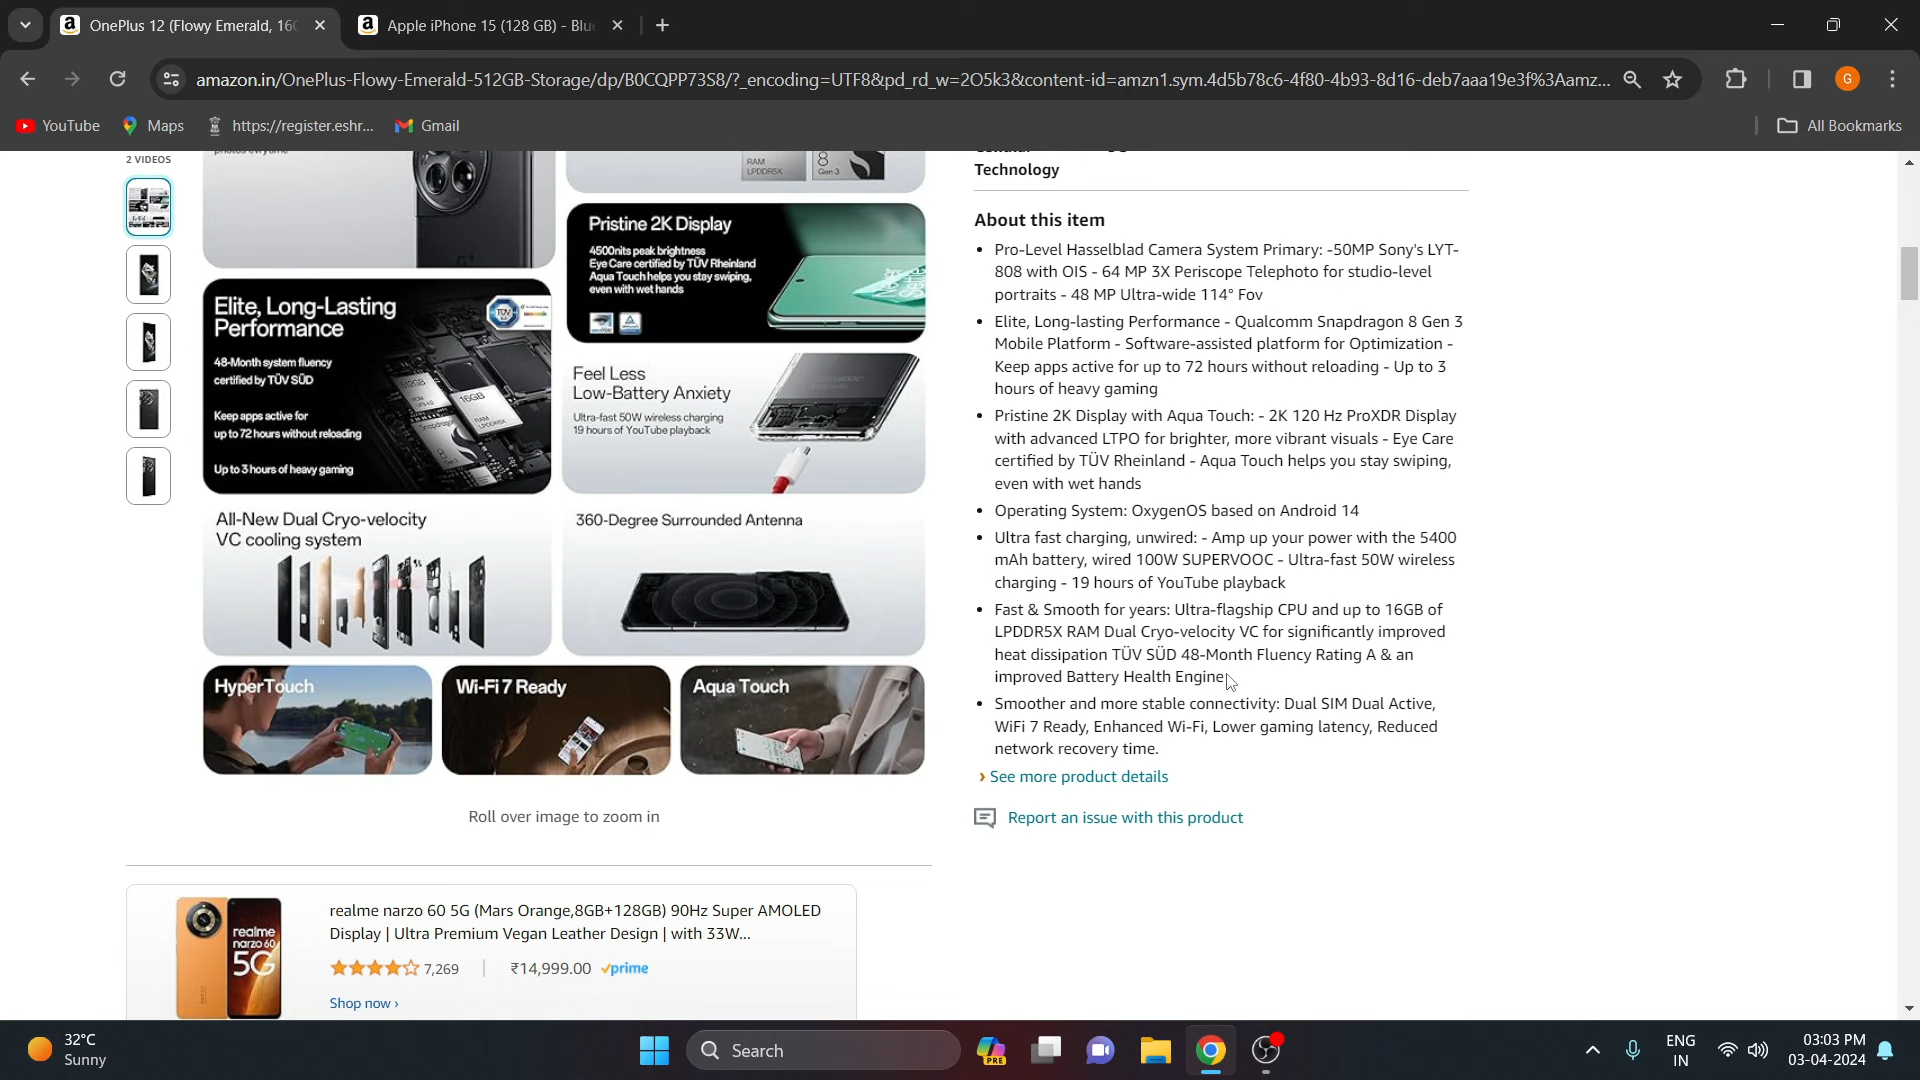 OnePlus 12 (Flowy Emerald, 16G
Apple iPhone 15 (128 GB) - Blu
amazon.in/OnePlus-Flowy-Emerald-512GB-Storage/dp/B0CQPP73S8/?_encoding=UTF8&pd_rd_w=2O5k3&content-id=amzn1.sym.4d5b78c6-4f80-4b93-8d16-deb7aaa19e3f%3Aamz...
G
YouTube
Maps
https://register.eshr...
Gmail
All Bookmarks
2 VIDEOS
RAM
LPDDR5X
8
Gen 3
Pristine 2K Display
4500nits peak brightness
Eye Care certified by TÜV Rheinland
Aqua Touch helps you stay swiping,
even with wet hands
Elite, Long-Lasting
Performance
48-Month system fluency
certified by TÜV SÜD
Keep apps active for
up to 72 hours without reloading
Up to 3 hours of heavy gaming
512GB
16GB
RAM
LPDDR5X
Snapdragon
Feel Less
Low-Battery Anxiety
Ultra-fast 50W wireless charging
19 hours of YouTube playback
All-New Dual Cryo-velocity
VC cooling system
360-Degree Surrounded Antenna
HyperTouch
Wi-Fi 7 Ready
Aqua Touch
Roll over image to zoom in
Technology
About this item
Pro-Level Hasselblad Camera System Primary: -50MP Sony's LYT-
808 with OIS - 64 MP 3X Periscope Telephoto for studio-level
portraits - 48 MP Ultra-wide 114° Fov
Elite, Long-lasting Performance - Qualcomm Snapdragon 8 Gen 3
Mobile Platform - Software-assisted platform for Optimization -
Keep apps active for up to 72 hours without reloading - Up to 3
hours of heavy gaming
Pristine 2K Display with Aqua Touch: - 2K 120 Hz ProXDR Display
with advanced LTPO for brighter, more vibrant visuals - Eye Care
certified by TÜV Rheinland - Aqua Touch helps you stay swiping,
even with wet hands
Operating System: OxygenOS based on Android 14
Ultra fast charging, unwired: - Amp up your power with the 5400
mAh battery, wired 100W SUPERVOOC - Ultra-fast 50W wireless
charging - 19 hours of YouTube playback
Fast & Smooth for years: Ultra-flagship CPU and up to 16GB of
LPDDR5X RAM Dual Cryo-velocity VC for significantly improved
heat dissipation TÜV SÜD 48-Month Fluency Rating A & an
improved Battery Health Engine
Smoother and more stable connectivity: Dual SIM Dual Active,
WiFi 7 Ready, Enhanced Wi-Fi, Lower gaming latency, Reduced
network recovery time.
› See more product details
Report an issue with this product
realme
narzo 60
5G
realme narzo 60 5G (Mars Orange,8GB+128GB) 90Hz Super AMOLED
Display | Ultra Premium Vegan Leather Design | with 33W...
7,269
₹14,999.00 prime
Shop now ›
32°C
Sunny
Search
PRE
ENG
IN
03:03 PM
03-04-2024